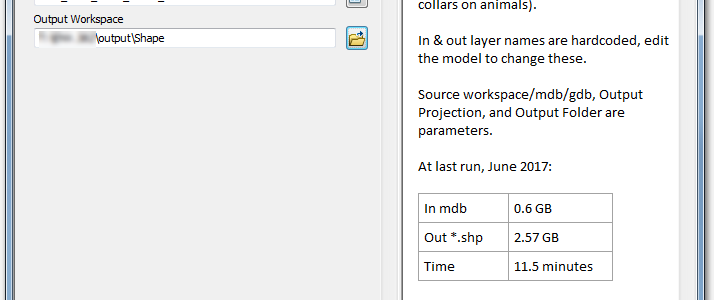 Output Workspace
\output\Shape
collars on animals).
In & out layer names are hardcoded, edit
the model to change these.
Source workspace/mdb/gdb, Output
Projection, and Output Folder are
parameters.
At last run, June 2017:
In mdb 0.6 GB
Out *.shp 2.57 GB
Time 11.5 minutes